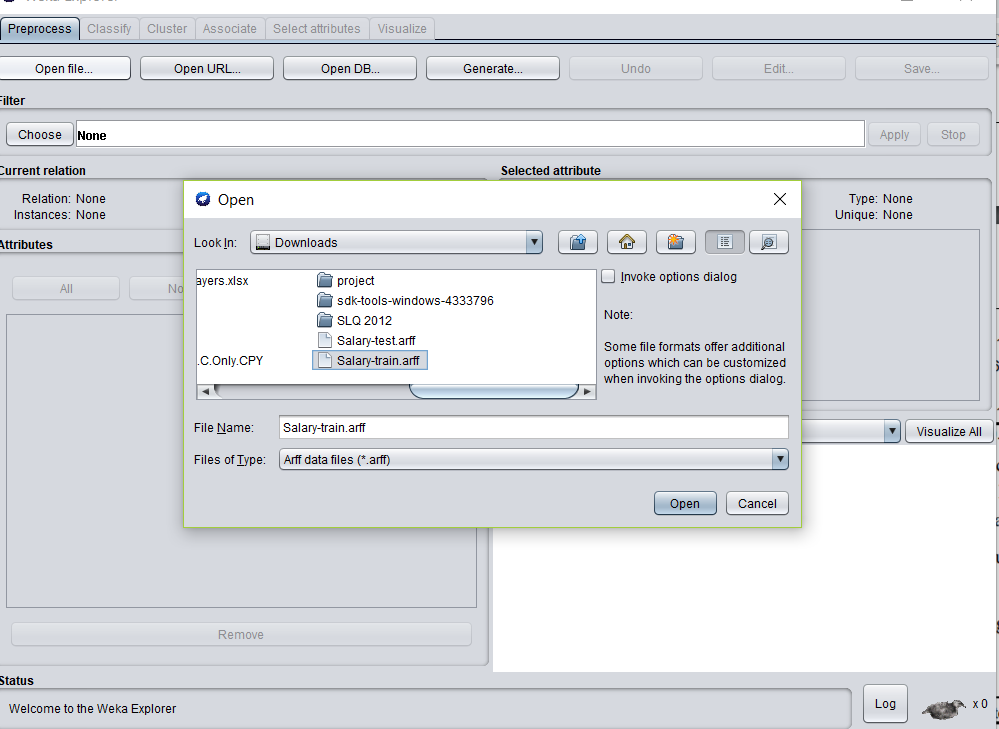 Weka Explorer
Preprocess Classify Cluster Associate Select attributes Visualize
Open file... Open URL... Open DB... Generate... Undo Edit... Save...
Filter
Choose None Apply Stop
Current relation Selected attribute
Relation: None Type: None
Instances: None Unique: None
Attributes
All No
Open
Look In: Downloads
ayers.xlsx project
sdk-tools-windows-4333796
SLQ 2012
Salary-test.arff
.C.Only.CPY Salary-train.arff
Invoke options dialog
Note:
Some file formats offer additional
options which can be customized
when invoking the options dialog.
File Name: Salary-train.arff
Files of Type: Arff data files (*.arff)
Open Cancel
Visualize All
Remove
Status
Welcome to the Weka Explorer
Log x 0